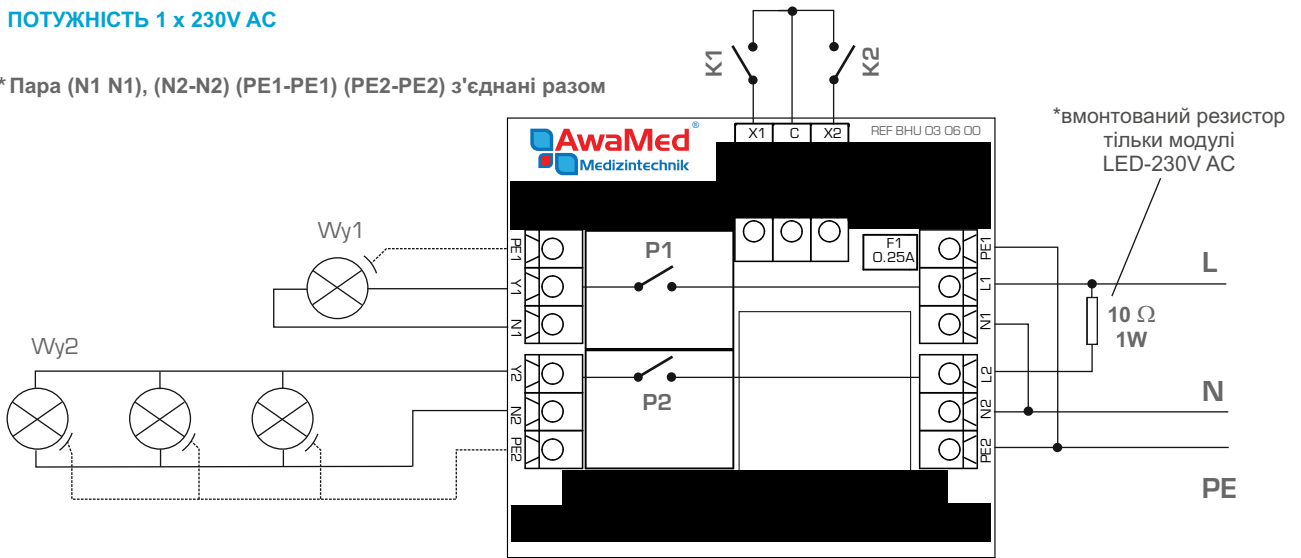 ПОТУЖНІСТЬ 1 x 230V AC
* Пара (N1 N1), (N2-N2) (PE1-PE1) (PE2-PE2) з'єднані разом
K1
K2
*вмонтований резистор
тільки модулі
LED-230V AC
AwaMed®
Medizintechnik
X1 C X2
REF BHU 03 06 00
Wy1
PE1
Y1
N1
P1
F1
0.25A
PE1
L1
N1
L
10 Ω
1W
Wy2
Y2
N2
PE2
P2
L2
N2
PE2
N
PE